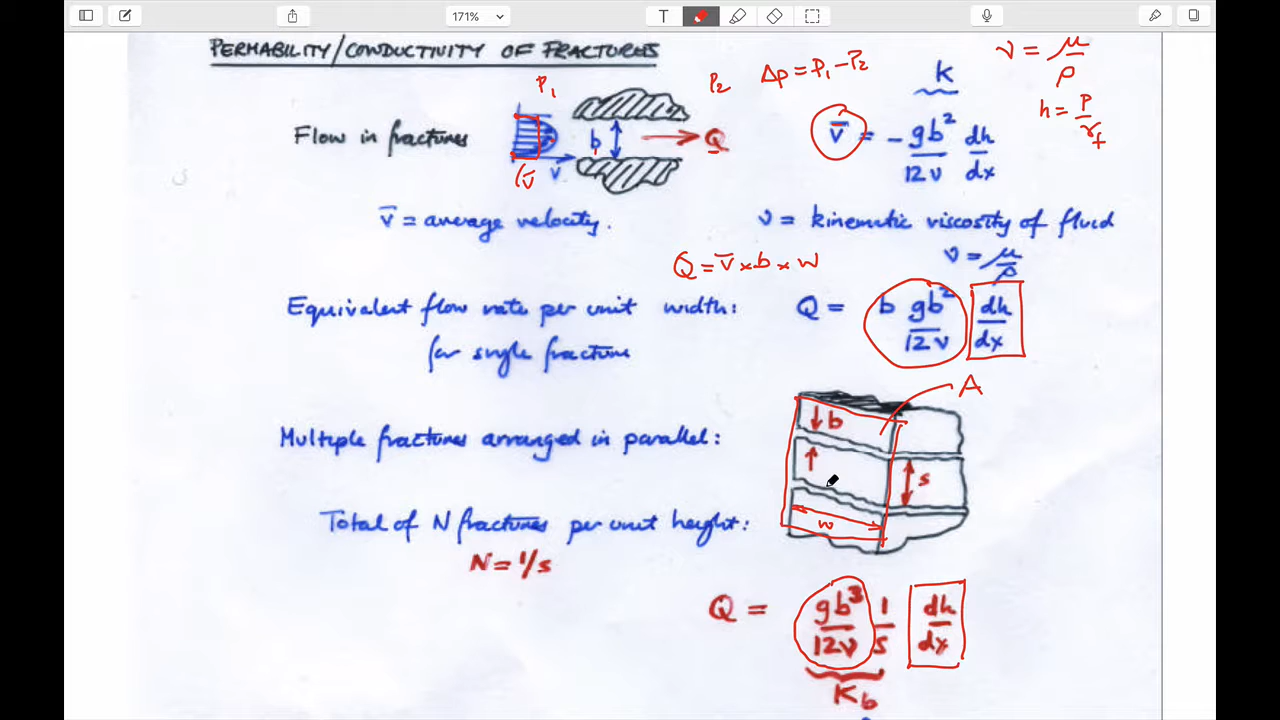 171%
T
PERMABILITY/CONDUCTIVITY OF FRACTURES
ν = μ/ρ
P1
P2
Δp = P1 - P2
K
h = P/γf
Flow in fractures
b
Q
v̄
v
v̄ = - gb²/12ν dh/dx
v̄ = average velocity.
ν = kinematic viscosity of fluid
ν = μ/ρ
Q = v̄ × b × w
Equivalent flow rate per unit width:
for single fracture
Q = b gb²/12ν dh/dx
A
b
Multiple fractures arranged in parallel:
s
w
Total of N fractures per unit height:
N = 1/s
Q = gb³/12ν 1/s dh/dx
Kb